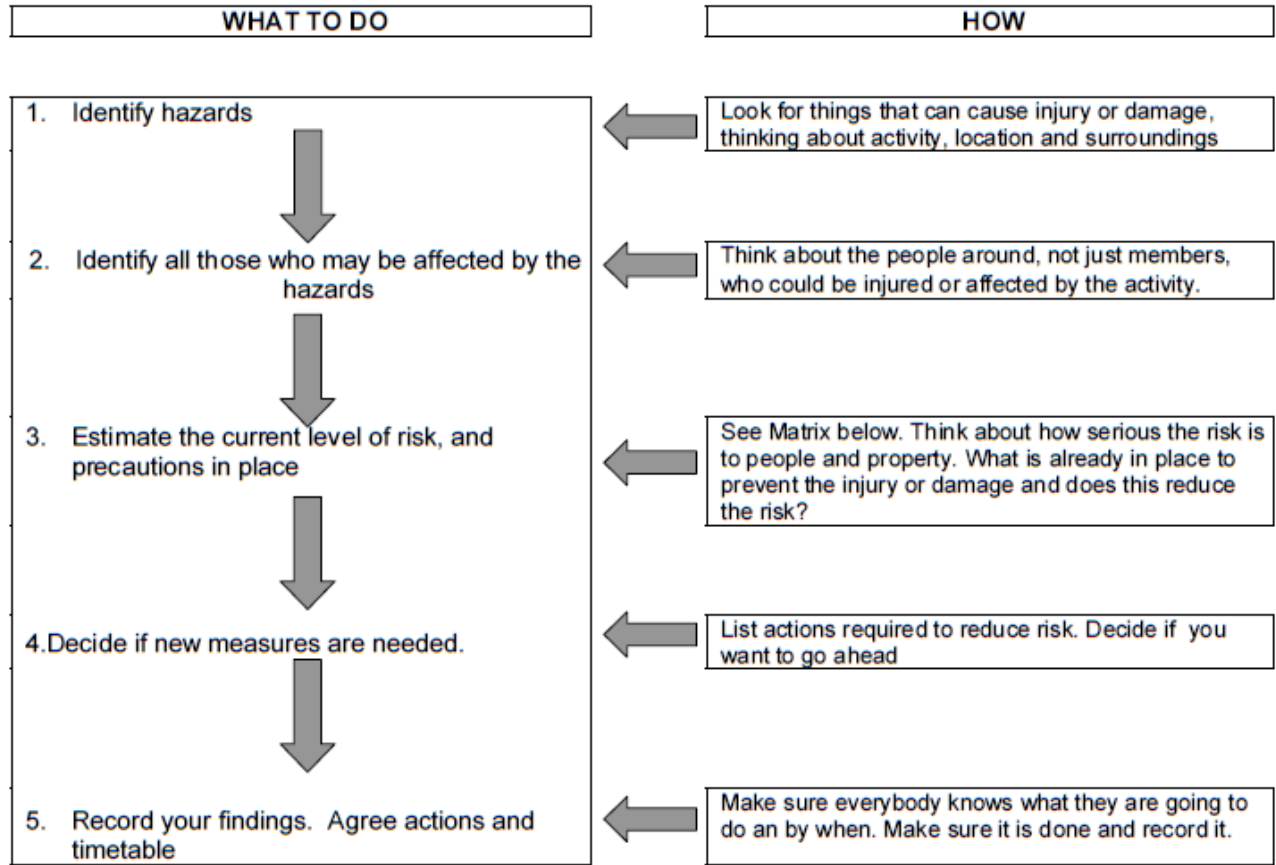 WHAT TO DO
HOW
1. Identify hazards
Look for things that can cause injury or damage,
thinking about activity, location and surroundings
2. Identify all those who may be affected by the
hazards
Think about the people around, not just members,
who could be injured or affected by the activity.
3. Estimate the current level of risk, and
precautions in place
See Matrix below. Think about how serious the risk is
to people and property. What is already in place to
prevent the injury or damage and does this reduce
the risk?
4.Decide if new measures are needed.
List actions required to reduce risk. Decide if you
want to go ahead
5. Record your findings. Agree actions and
timetable
Make sure everybody knows what they are going to
do an by when. Make sure it is done and record it.